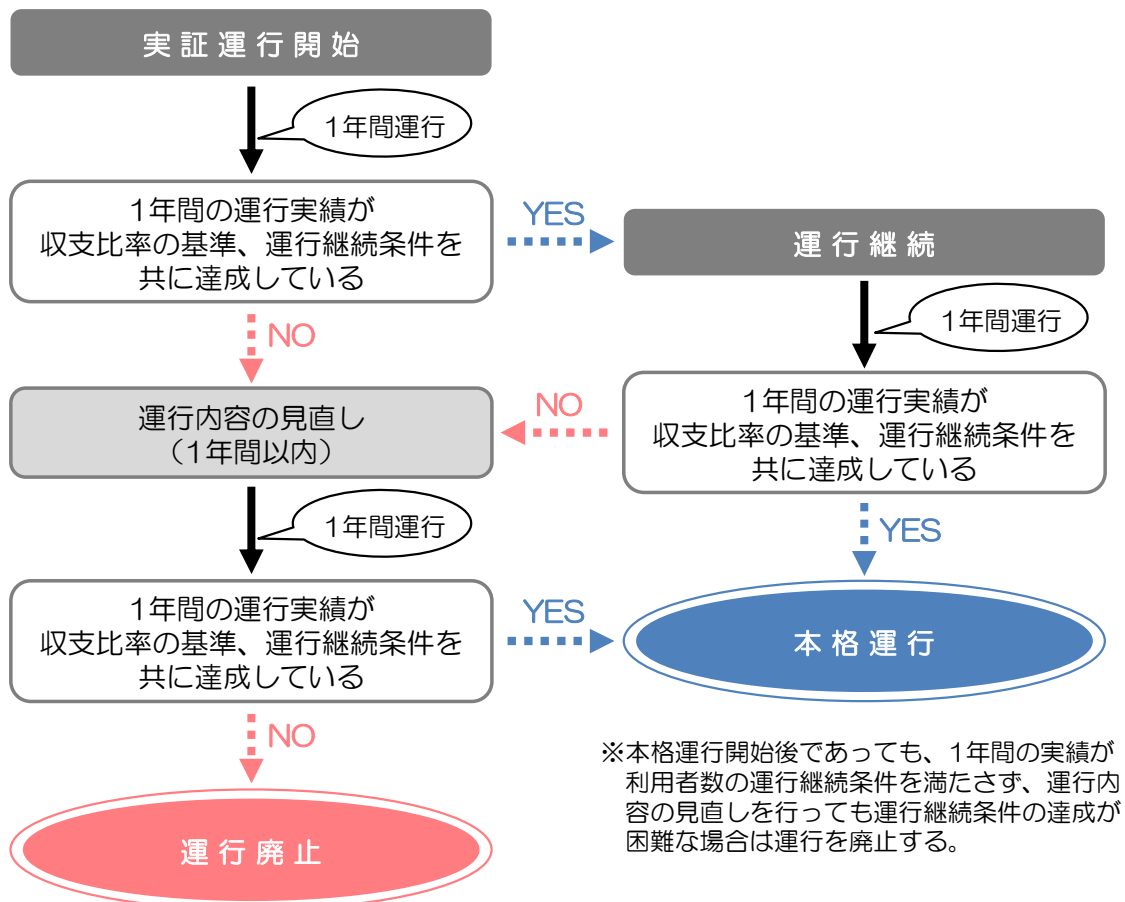 実証運行開始
1年間運行
1年間の運行実績が
収支比率の基準、運行継続条件を
共に達成している
YES
運行継続
1年間運行
NO
運行内容の見直し
（1年間以内）
NO
1年間の運行実績が
収支比率の基準、運行継続条件を
共に達成している
1年間運行
YES
1年間の運行実績が
収支比率の基準、運行継続条件を
共に達成している
YES
本格運行
NO
運行廃止
※本格運行開始後であっても、1年間の実績が
利用者数の運行継続条件を満たさず、運行内
容の見直しを行っても運行継続条件の達成が
困難な場合は運行を廃止する。